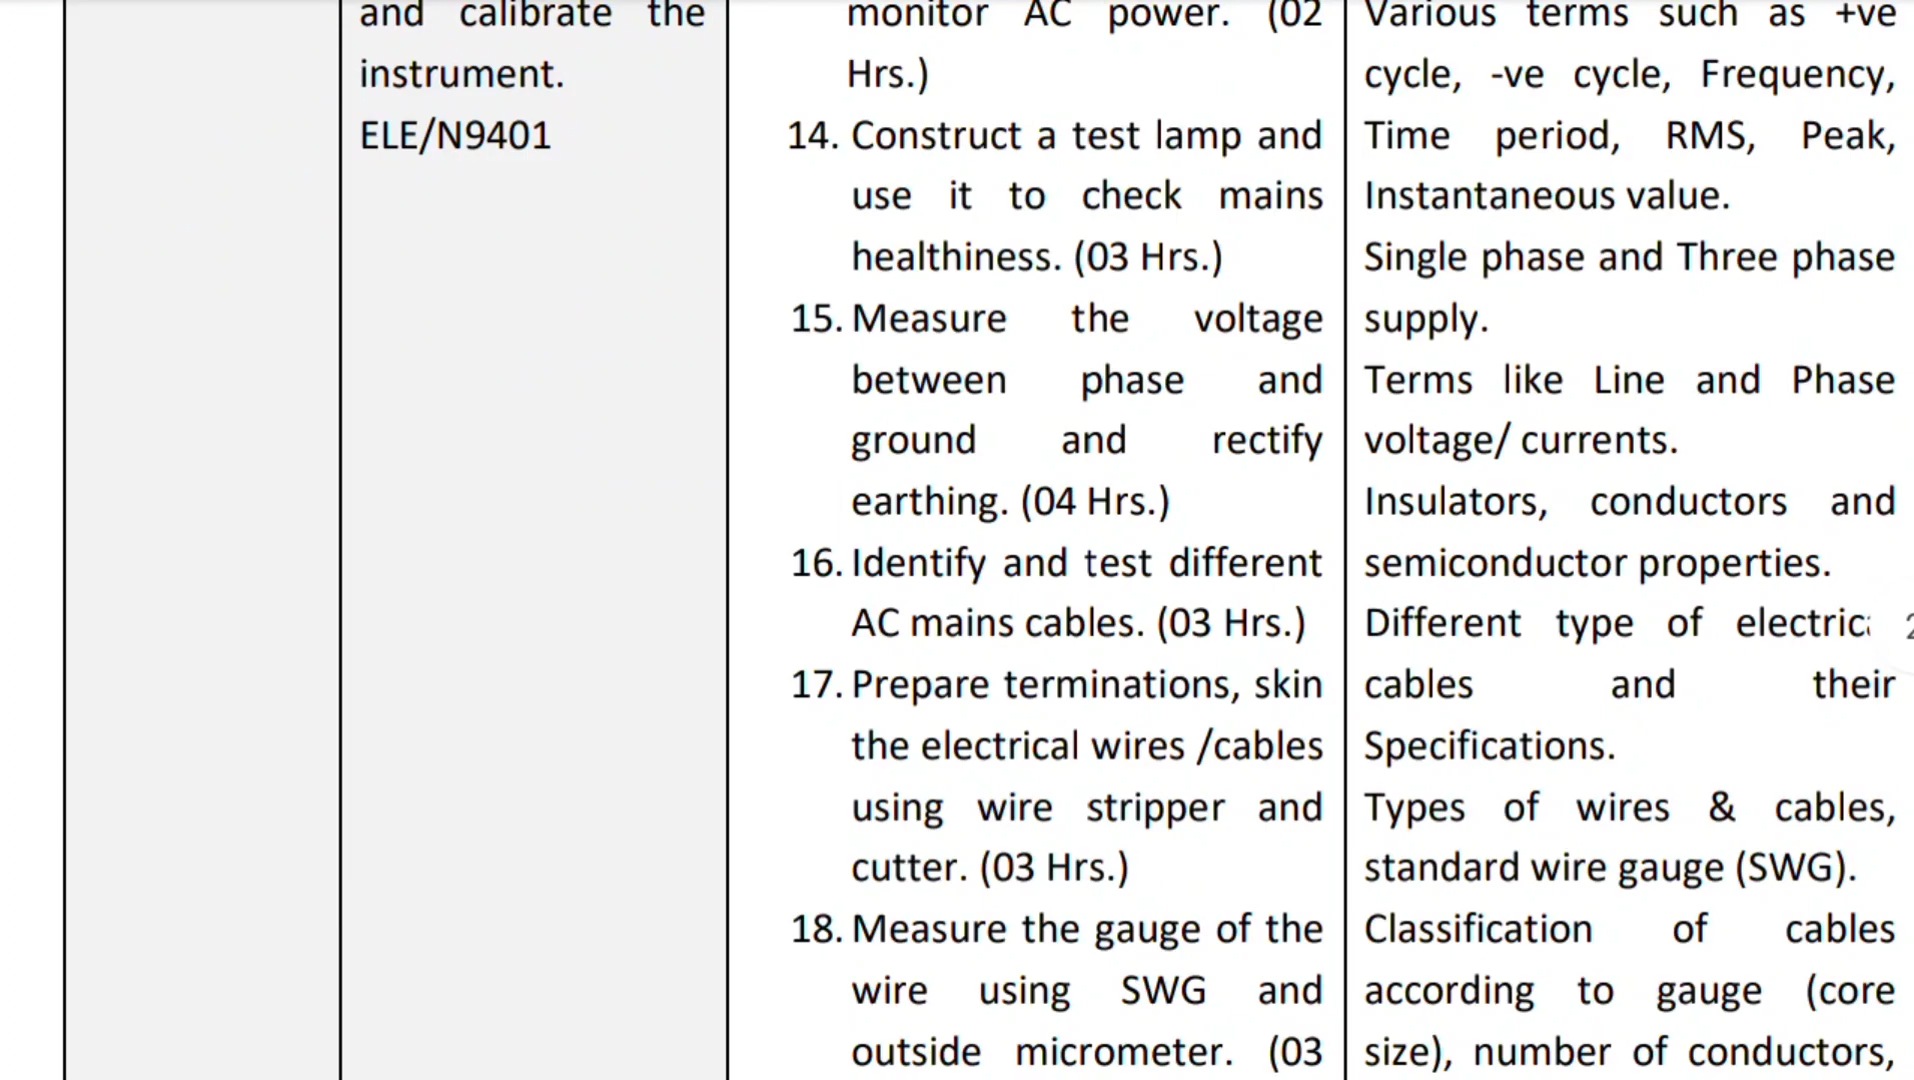 and calibrate the
instrument.
ELE/N9401
monitor AC power. (02
Hrs.)
14. Construct a test lamp and
use it to check mains
healthiness. (03 Hrs.)
15. Measure the voltage
between phase and
ground and rectify
earthing. (04 Hrs.)
16. Identify and test different
AC mains cables. (03 Hrs.)
17. Prepare terminations, skin
the electrical wires /cables
using wire stripper and
cutter. (03 Hrs.)
18. Measure the gauge of the
wire using SWG and
outside micrometer. (03
Various terms such as +ve
cycle, -ve cycle, Frequency,
Time period, RMS, Peak,
Instantaneous value.
Single phase and Three phase
supply.
Terms like Line and Phase
voltage/ currents.
Insulators, conductors and
semiconductor properties.
Different type of
cables and their
Specifications.
Types of wires & cables,
standard wire gauge (SWG).
Classification of cables
according to gauge (core
size), number of conductors,